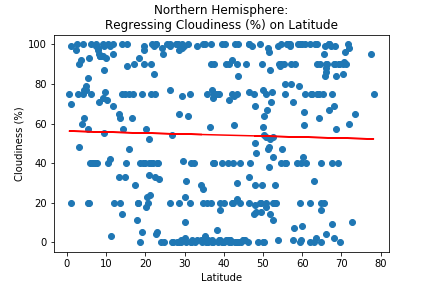 Northern Hemisphere:
Regressing Cloudiness (%) on Latitude
100
80
60
40
20
0
Cloudiness (%)
0 10 20 30 40 50 60 70 80
Latitude